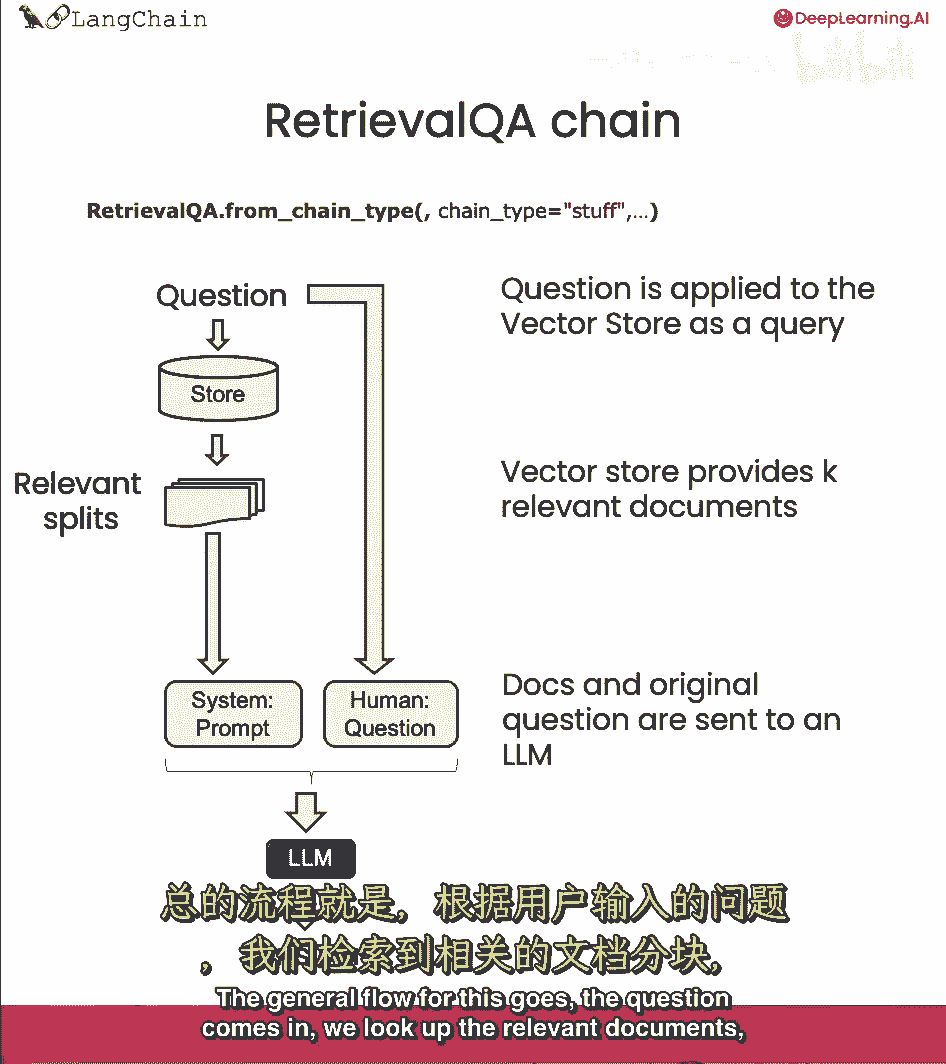 LangChain
DeepLearning.AI
bilibili
RetrievalQA chain
RetrievalQA.from_chain_type(, chain_type="stuff",...)
Question
Question is applied to the
Vector Store as a query
Store
Relevant
splits
Vector store provides k
relevant documents
System:
Prompt
Human:
Question
Docs and original
question are sent to an
LLM
LLM
总的流程就是，根据用户输入的问题
，我们检索到相关的文档分块，
The general flow for this goes, the question
comes in, we look up the relevant documents,